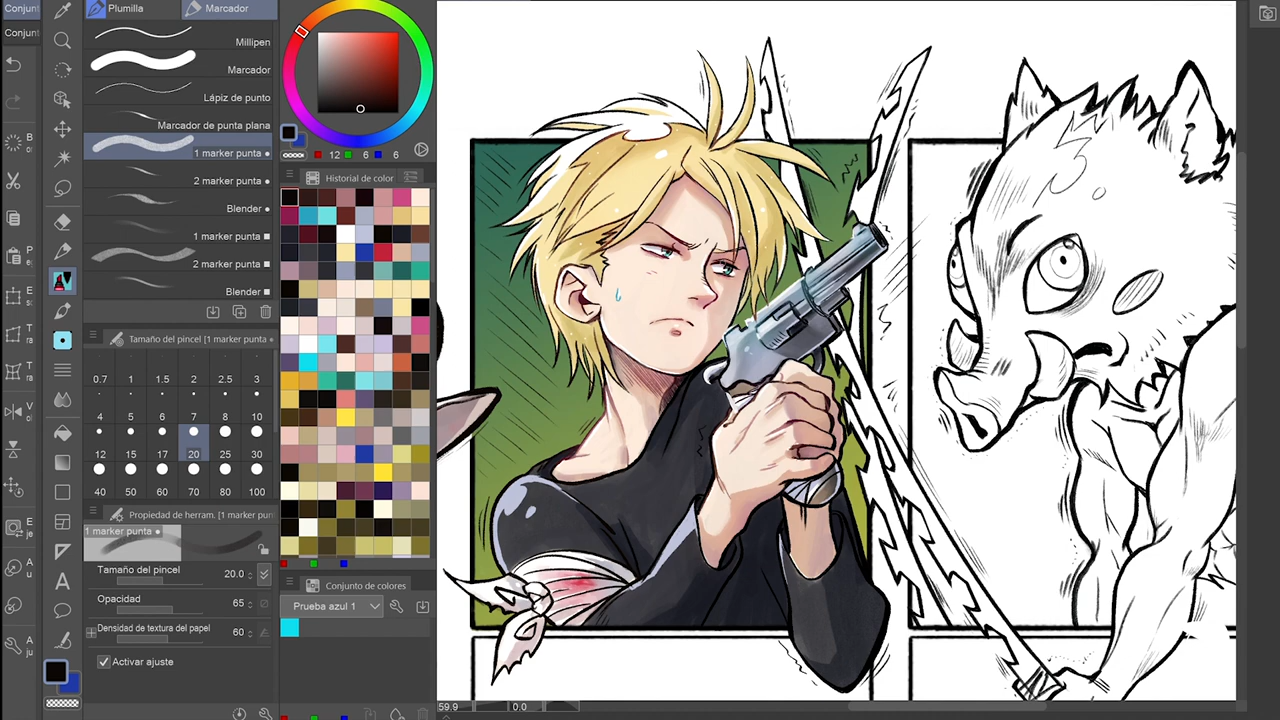 Conjunt
Plumilla
Marcador
Conjunt
Millipen
Marcador
Lápiz de punto
Marcador de punta plana
1 marker punta
2 marker punta
Blender
1 marker punta
2 marker punta
Blender
12 6 6
Historial de color
Tamaño del pincel [1 marker punta
0.7 1 1.5 2 2.5 3
4 5 6 7 8 10
12 15 17 20 25 30
40 50 60 70 80 100
Propiedad de herram. [1 marker pun
1 marker punta
Tamaño del pincel 20.0
Opacidad 65
Densidad de textura del papel 60
Activar ajuste
Conjunto de colores
Prueba azul 1
59.9 0.0